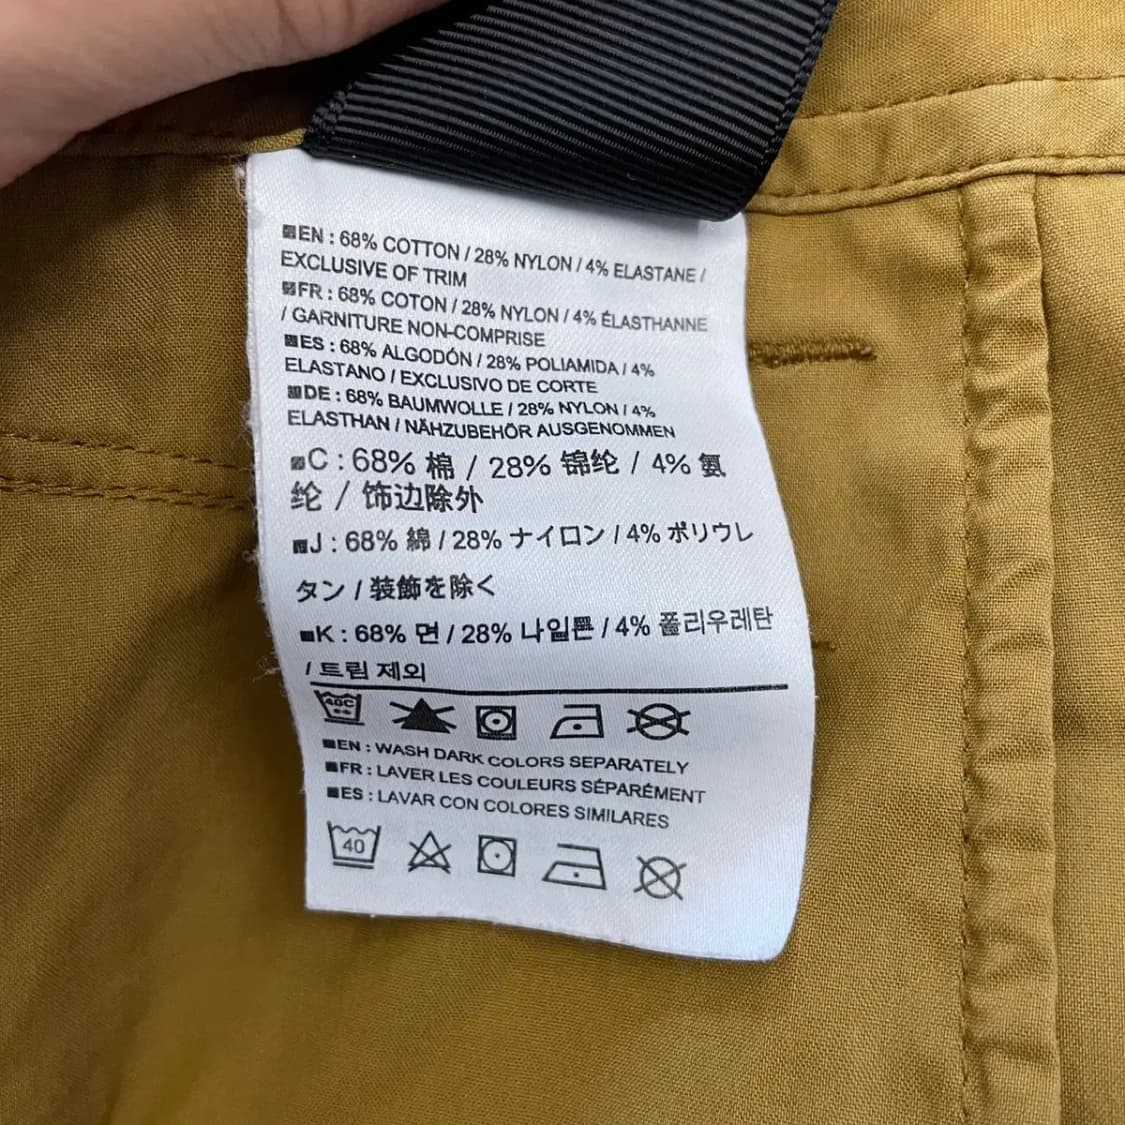 EN : 68% COTTON / 28% NYLON / 4% ELASTANE /
EXCLUSIVE OF TRIM
FR : 68% COTON / 28% NYLON / 4% ÉLASTHANNE
/ GARNITURE NON-COMPRISE
ES : 68% ALGODÓN / 28% POLIAMIDA / 4%
ELASTANO / EXCLUSIVO DE CORTE
DE : 68% BAUMWOLLE / 28% NYLON / 4%
ELASTHAN / NÄHZUBEHÖR AUSGENOMMEN
C : 68% 棉 / 28% 锦纶 / 4% 氨
纶 / 饰边除外
J : 68% 綿 / 28% ナイロン / 4% ポリウレ
タン / 装飾を除く
K : 68% 면 / 28% 나일론 / 4% 폴리우레탄
/ 트림 제외
40C
EN : WASH DARK COLORS SEPARATELY
FR : LAVER LES COULEURS SÉPARÉMENT
ES : LAVAR CON COLORES SIMILARES
40